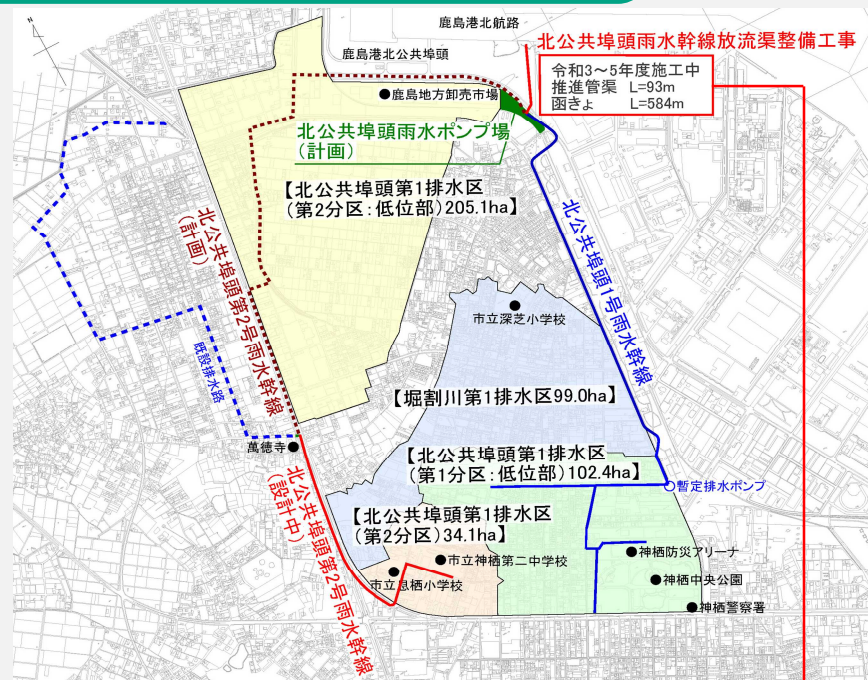 N
鹿島港北航路
鹿島港北公共埠頭
北公共埠頭雨水幹線放流渠整備工事
令和3～5年度施工中
推進管渠 L=93m
函きょ L=584m
●鹿島地方卸売市場
北公共埠頭雨水ポンプ場
(計画)
【北公共埠頭第1排水区
(第2分区:低位部)205.1ha】
北公共埠頭第2号雨水幹線
(計画)
北公共埠頭1号雨水幹線
既設排水路
市立深芝小学校
【堀割川第1排水区99.0ha】
萬徳寺●
【北公共埠頭第1排水区
(第1分区:低位部)102.4ha】
○暫定排水ポンプ
北公共埠頭第2号雨水幹線
(設計中)
【北公共埠頭第1排水区
(第2分区)34.1ha】
●市立神栖第二中学校
市立息栖小学校
●神栖防災アリーナ
●神栖中央公園
●神栖警察署